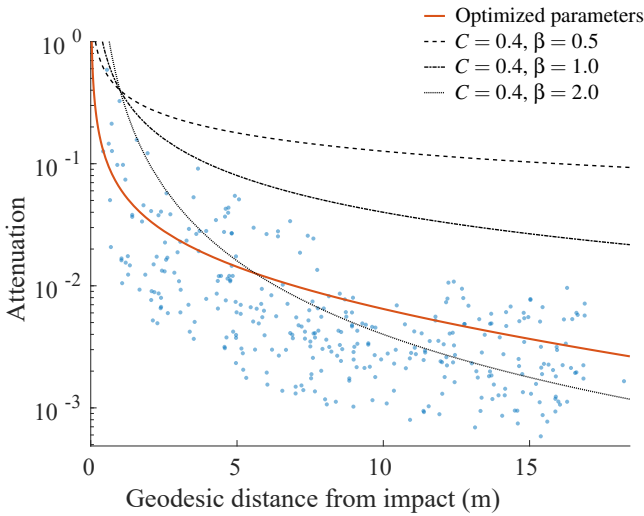 Optimized parameters
C = 0.4, β = 0.5
C = 0.4, β = 1.0
C = 0.4, β = 2.0
10^0
10^-1
10^-2
10^-3
Attenuation
0 5 10 15
Geodesic distance from impact (m)